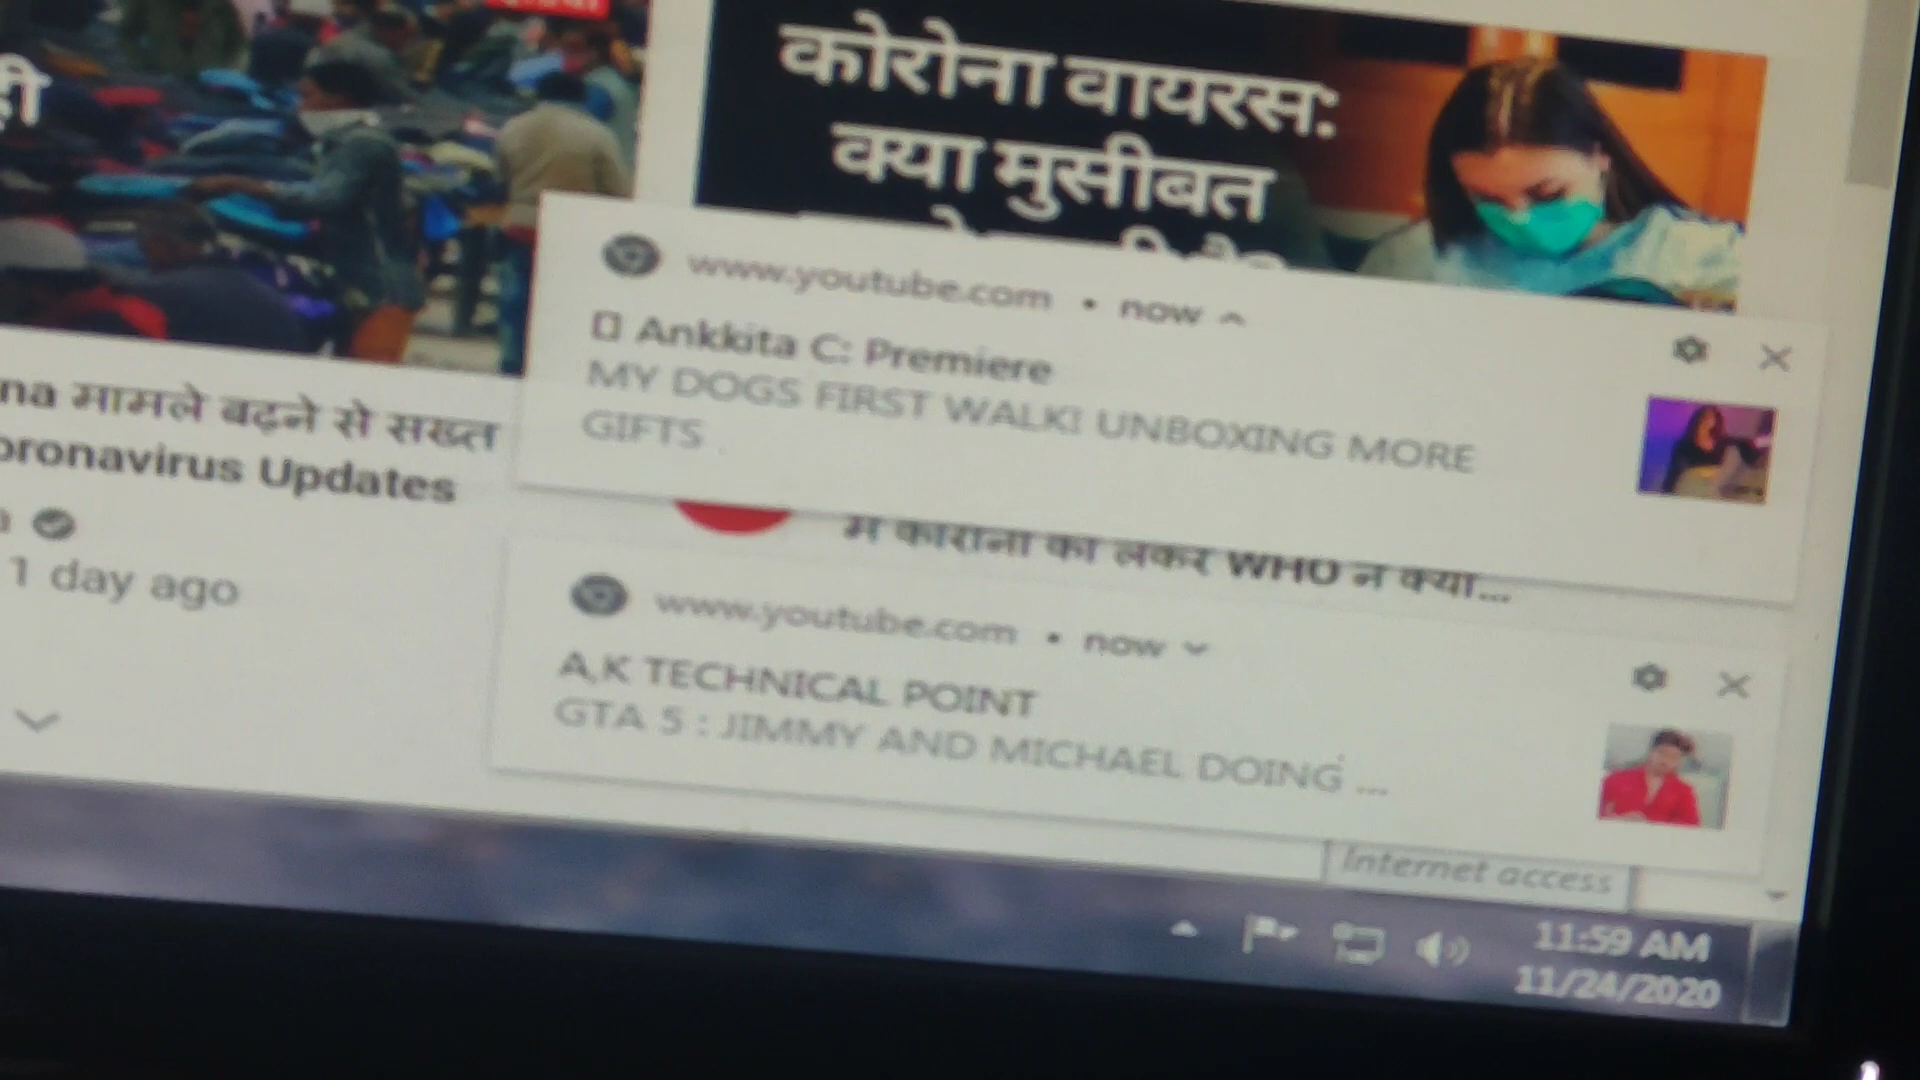 ही
कोरोना वायरस:
क्या मुसीबत
www.youtube.com • now
Ankkita C: Premiere
MY DOGS FIRST WALK! UNBOXING MORE
GIFTS
na मामले बढ़ने से सख्त
oronavirus Updates
1 day ago
में कोरोना को लेकर WHO ने क्या...
www.youtube.com • now
A,K TECHNICAL POINT
GTA 5 : JIMMY AND MICHAEL DOING ...
Internet access
11:59 AM
11/24/2020